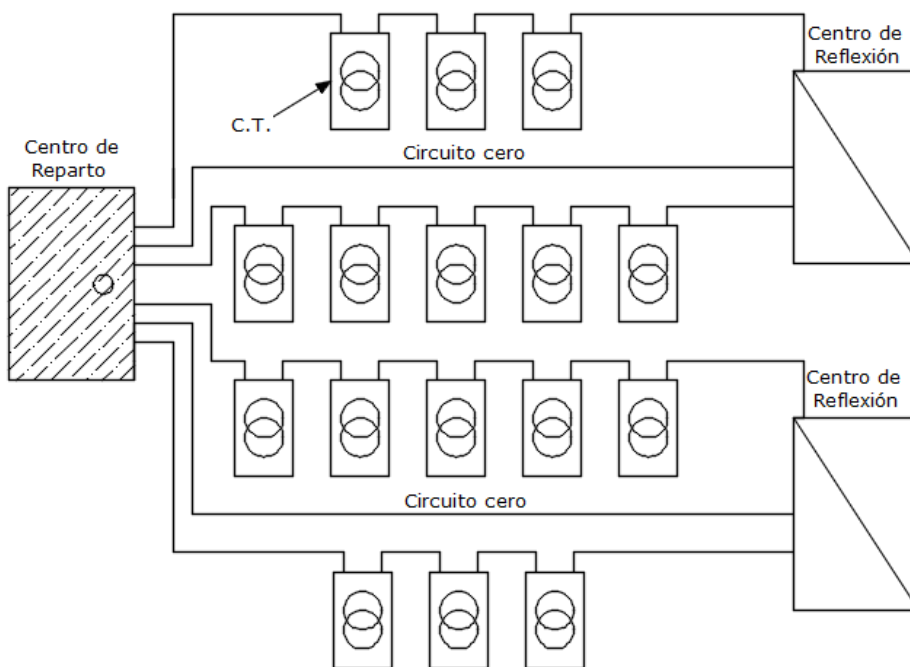 Centro de
Reflexión
C.T.
Centro de
Reparto
Circuito cero
Centro de
Reflexión
Circuito cero